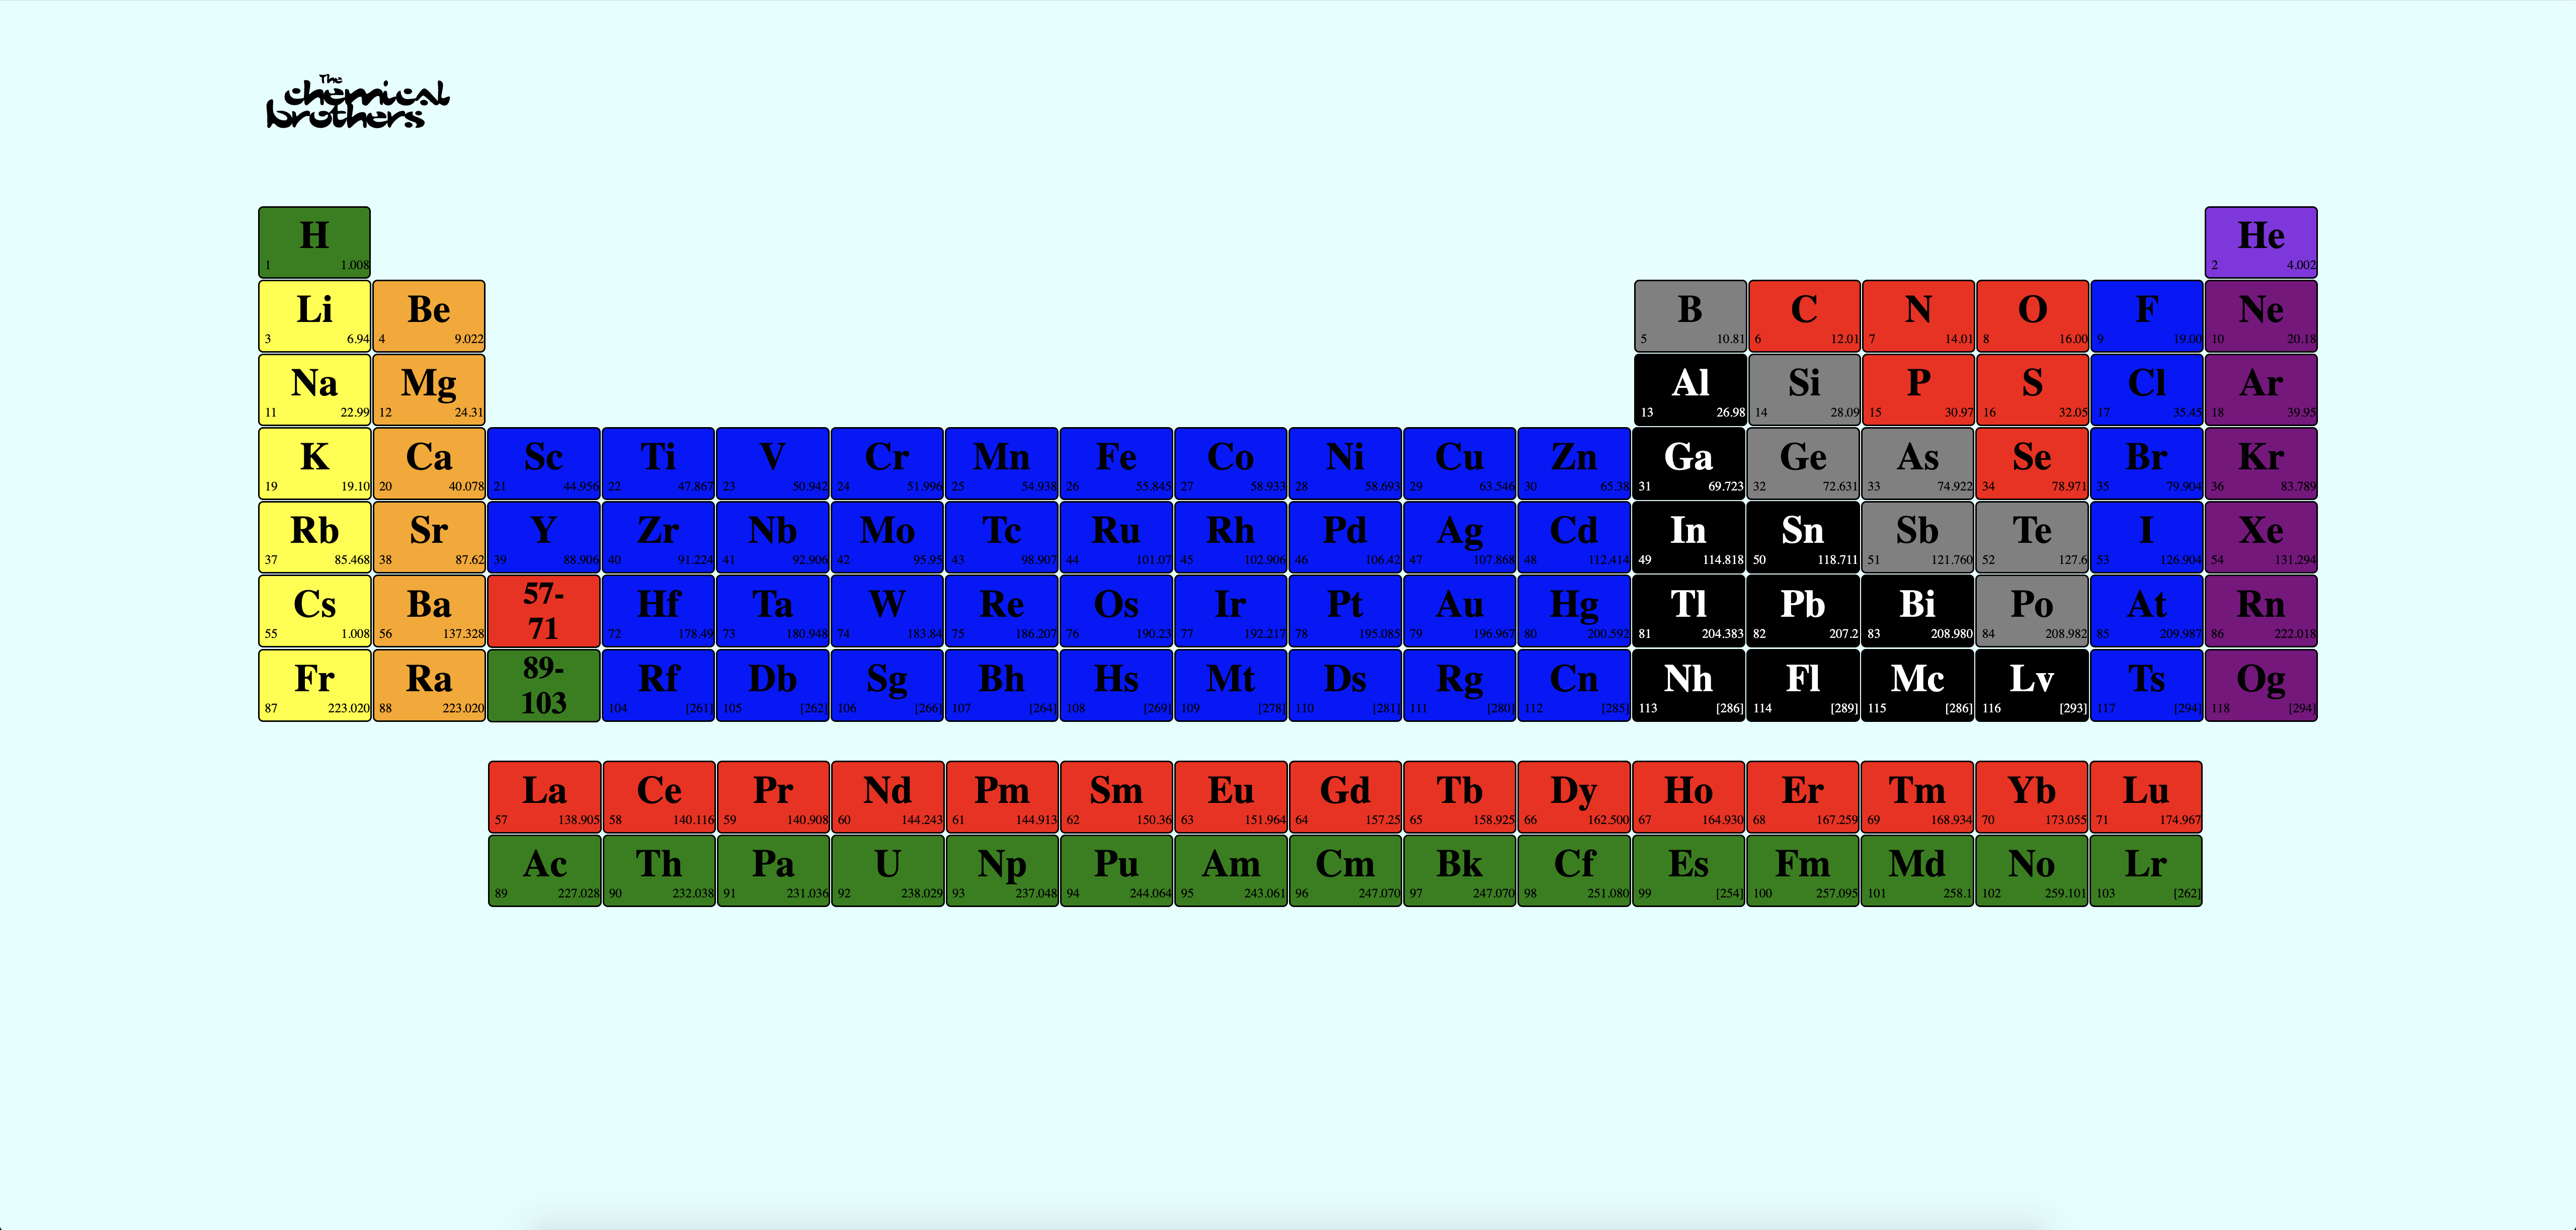 The
chemical
brothers
H
1 1.008
He
2 4.002
Li Be B C N O F Ne
3 6.94 4 9.022 5 10.81 6 12.01 7 14.01 8 16.00 9 19.00 10 20.18
Na Mg Al Si P S Cl Ar
11 22.99 12 24.31 13 26.98 14 28.09 15 30.97 16 32.05 17 35.45 18 39.95
K Ca Sc Ti V Cr Mn Fe Co Ni Cu Zn Ga Ge As Se Br Kr
19 19.10 20 40.078 21 44.956 22 47.867 23 50.942 24 51.996 25 54.938 26 55.845 27 58.933 28 58.693 29 63.546 30 65.38 31 69.723 32 72.631 33 74.922 34 78.971 35 79.904 36 83.789
Rb Sr Y Zr Nb Mo Tc Ru Rh Pd Ag Cd In Sn Sb Te I Xe
37 85.468 38 87.62 39 88.906 40 91.224 41 92.906 42 95.95 43 98.907 44 101.07 45 102.906 46 106.42 47 107.868 48 112.414 49 114.818 50 118.711 51 121.760 52 127.6 53 126.904 54 131.294
Cs Ba 57-
71 Hf Ta W Re Os Ir Pt Au Hg Tl Pb Bi Po At Rn
55 1.008 56 137.328 72 178.49 73 180.948 74 183.84 75 186.207 76 190.23 77 192.217 78 195.085 79 196.967 80 200.592 81 204.383 82 207.2 83 208.980 84 208.982 85 209.987 86 222.018
Fr Ra 89-
103 Rf Db Sg Bh Hs Mt Ds Rg Cn Nh Fl Mc Lv Ts Og
87 223.020 88 223.020 104 [261] 105 [262] 106 [266] 107 [264] 108 [269] 109 [278] 110 [281] 111 [280] 112 [285] 113 [286] 114 [289] 115 [286] 116 [293] 117 [294] 118 [294]
La Ce Pr Nd Pm Sm Eu Gd Tb Dy Ho Er Tm Yb Lu
57 138.905 58 140.116 59 140.908 60 144.243 61 144.913 62 150.36 63 151.964 64 157.25 65 158.925 66 162.500 67 164.930 68 167.259 69 168.934 70 173.055 71 174.967
Ac Th Pa U Np Pu Am Cm Bk Cf Es Fm Md No Lr
89 227.028 90 232.038 91 231.036 92 238.029 93 237.048 94 244.064 95 243.061 96 247.070 97 247.070 98 251.080 99 [254] 100 257.095 101 258.1 102 259.101 103 [262]